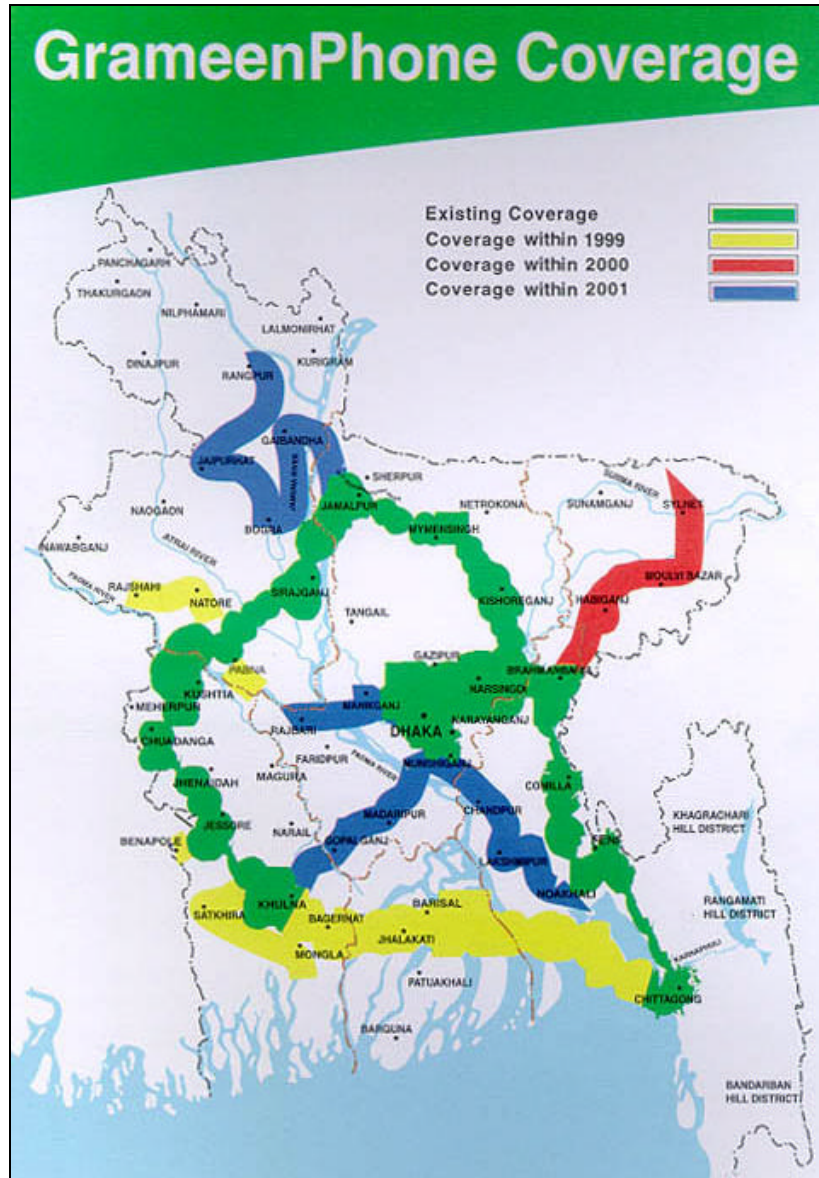 GrameenPhone Coverage
Existing Coverage
Coverage within 1999
Coverage within 2000
Coverage within 2001
PANCHAGARH
THAKURGAON
NILPHAMARI
LALMONIRHAT
DINAJPUR
KURIGRAM
RANGPUR
GAIBANDHA
JAIPURHAT
SHERPUR
SURMA RIVER
NAOGAON
JAMALPUR
NETROKONA
SUNAMGANJ
SYLHET
BOGRA
MYMENSINGH
NAWABGANJ
ATRAI RIVER
PADMA RIVER
RAJSHAHI
NATORE
SIRAJGANJ
KISHOREGANJ
MOULVI BAZAR
HABIGANJ
TANGAIL
GAZIPUR
PABNA
BRAHMANBARIA
KUSHTIA
NARSINGDI
MANIKGANJ
MEHERPUR
RAJBARI
DHAKA
NARAYANGANJ
CHUADANGA
FARIDPUR
PADMA RIVER
MUNSHIGANJ
MAGURA
JHENAIDAH
COMILLA
CHANDPUR
MADARIPUR
JESSORE
NARAIL
KHAGRACHARI
HILL DISTRICT
BENAPOLE
GOPALGANJ
FENI
LAKSHMIPUR
KHULNA
NOAKHALI
RANGAMATI
HILL DISTRICT
SATKHIRA
BAGERHAT
BARISAL
JHALAKATI
MONGLA
KARNAPHULI
PATUAKHALI
CHITTAGONG
BARGUNA
BANDARBAN
HILL DISTRICT